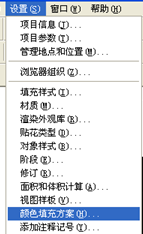 设置(S) 窗口(W) 帮助(H)
项目信息(I)...
项目参数(T)...
管理地点和位置(M)...
浏览器组织(Z)...
填充样式(I)...
材质(M)...
渲染外观库(R)...
贴花类型(D)...
对象样式(B)...
阶段(E)...
修订(R)...
面积和体积计算(A)...
视图样板(V)...
颜色填充方案(H)...
添加注释记号(Y)...